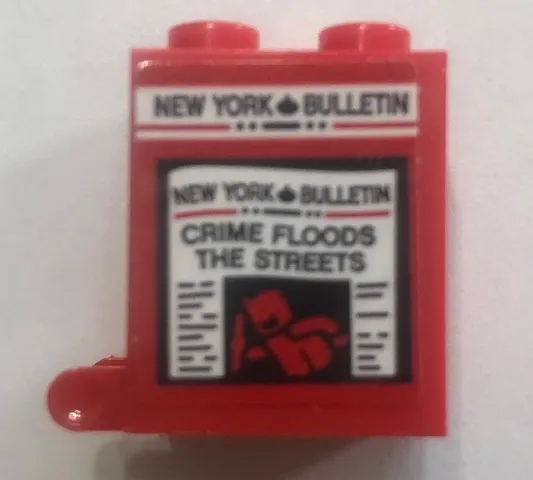 NEW YORK BULLETIN
NEW YORK BULLETIN
CRIME FLOODS
THE STREETS